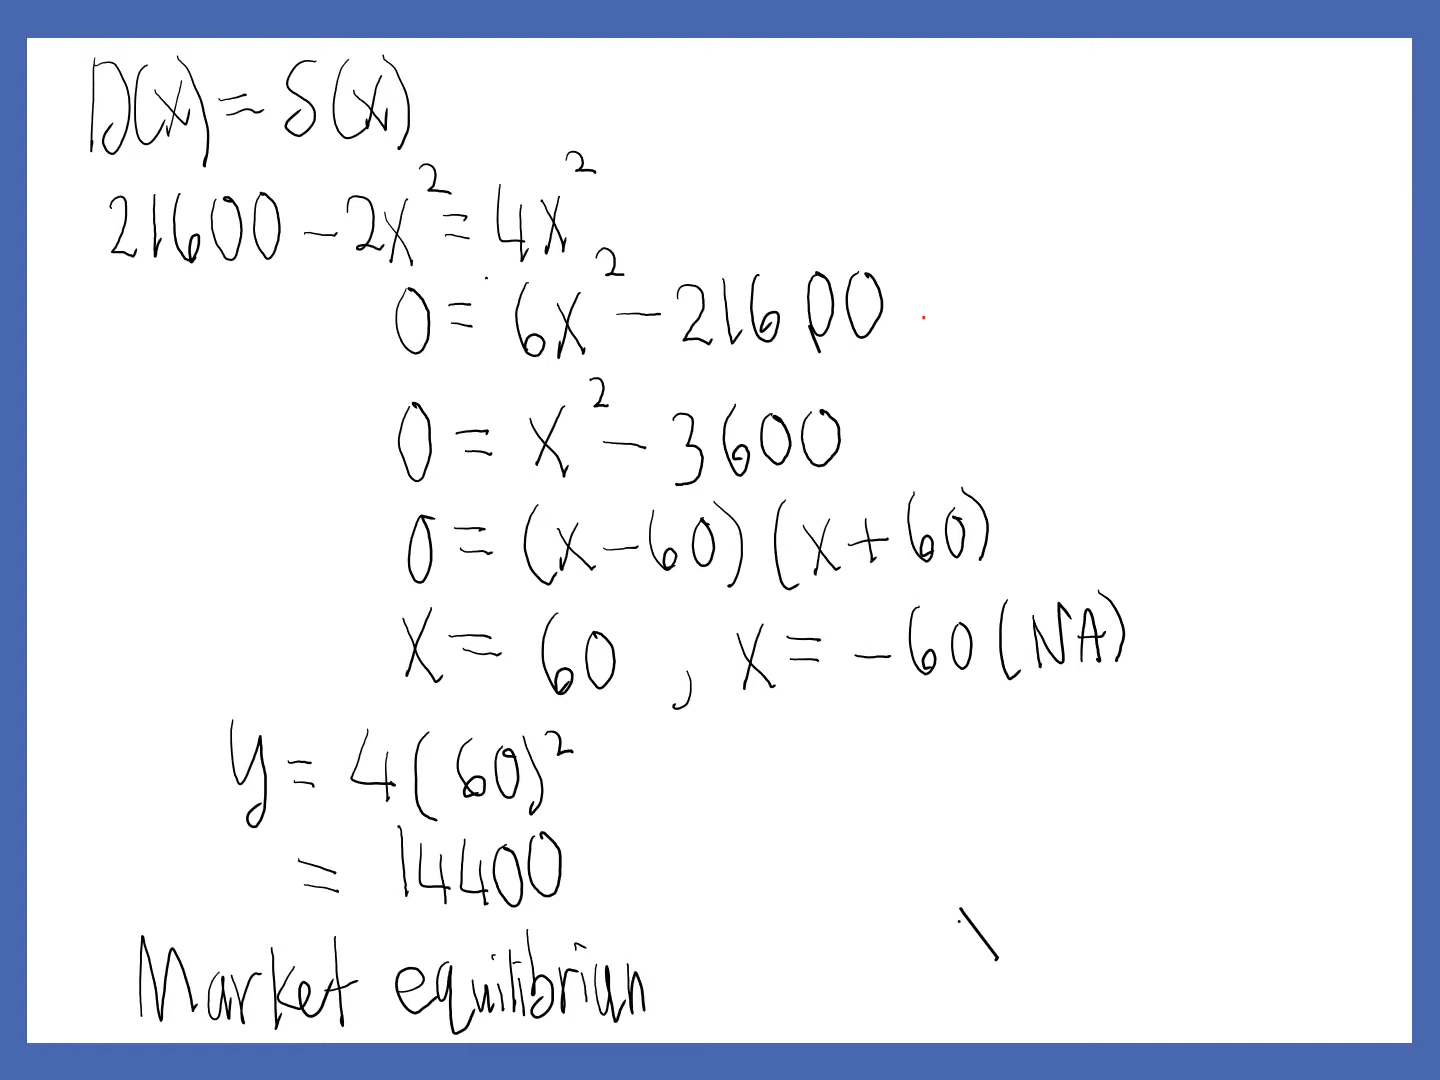 D(x) = S(x)
21600 - 2x² = 4x²
0 = 6x² - 21600
0 = x² - 3600
0 = (x - 60)(x + 60)
x = 60 , x = -60 (NA)
y = 4(60)²
= 14400
Market equilibrium